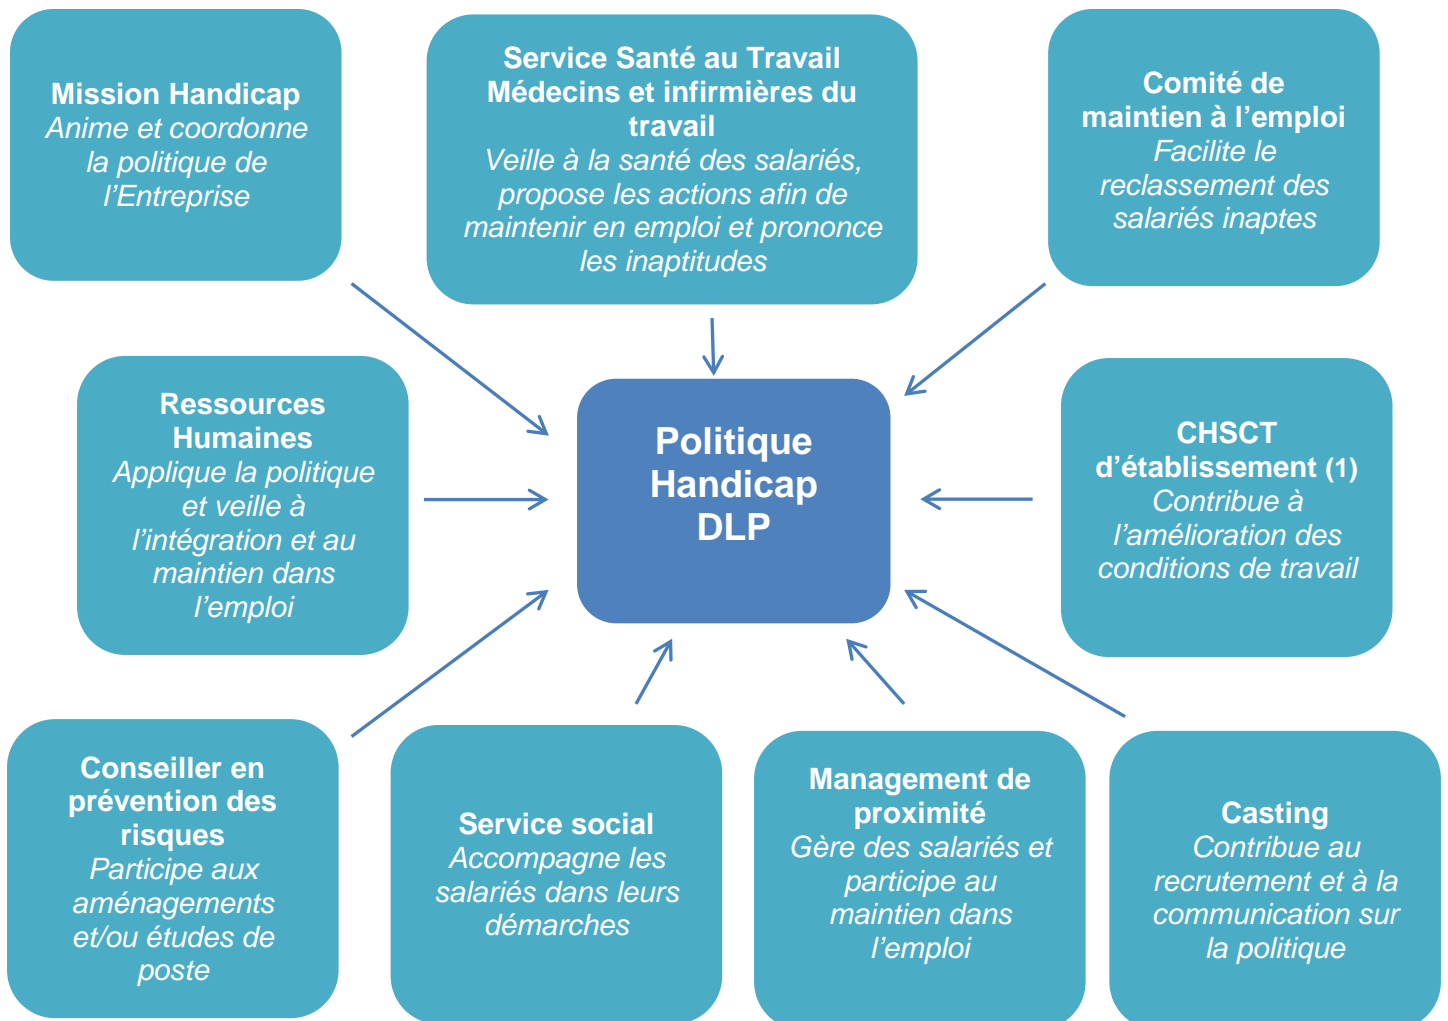 Mission Handicap
Anime et coordonne
la politique de
l’Entreprise
Service Santé au Travail
Médecins et infirmières du
travail
Veille à la santé des salariés,
propose les actions afin de
maintenir en emploi et prononce
les inaptitudes
Comité de
maintien à l’emploi
Facilite le
reclassement des
salariés inaptes
Ressources
Humaines
Applique la politique
et veille à
l’intégration et au
maintien dans
l’emploi
Politique
Handicap
DLP
CHSCT
d’établissement (1)
Contribue à
l’amélioration des
conditions de travail
Conseiller en
prévention des
risques
Participe aux
aménagements
et/ou études de
poste
Service social
Accompagne les
salariés dans leurs
démarches
Management de
proximité
Gère des salariés et
participe au
maintien dans
l’emploi
Casting
Contribue au
recrutement et à la
communication sur
la politique